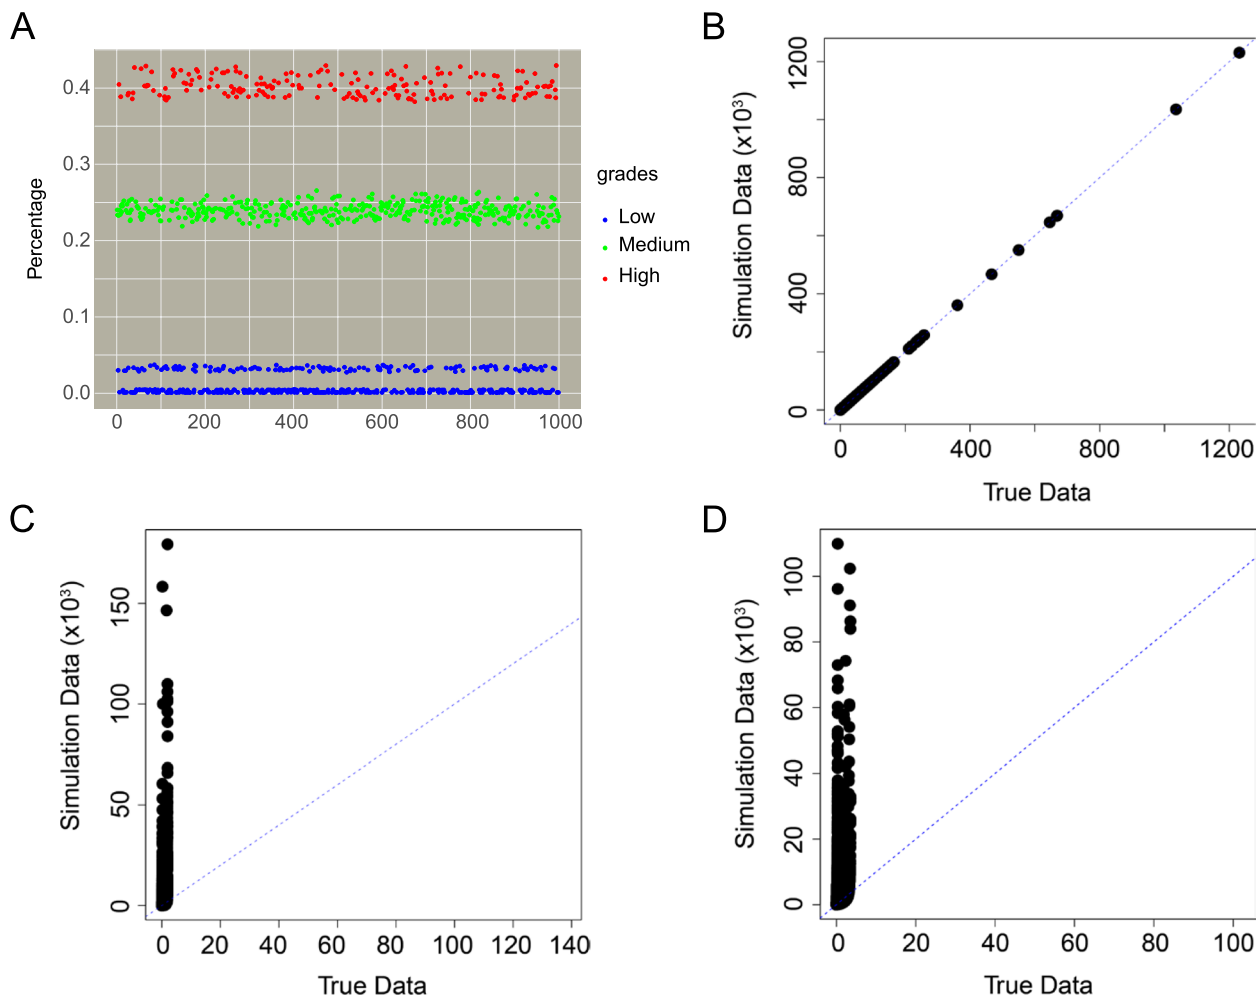 A
Percentage
0.4
0.3
0.2
0.1
0.0
0 200 400 600 800 1000
grades
Low
Medium
High
B
Simulation Data (x10³)
1200
800
400
0
0 400 800 1200
True Data
C
Simulation Data (x10³)
150
100
50
0
0 20 40 60 80 100 120 140
True Data
D
Simulation Data (x10³)
100
80
60
40
20
0
0 20 40 60 80 100
True Data